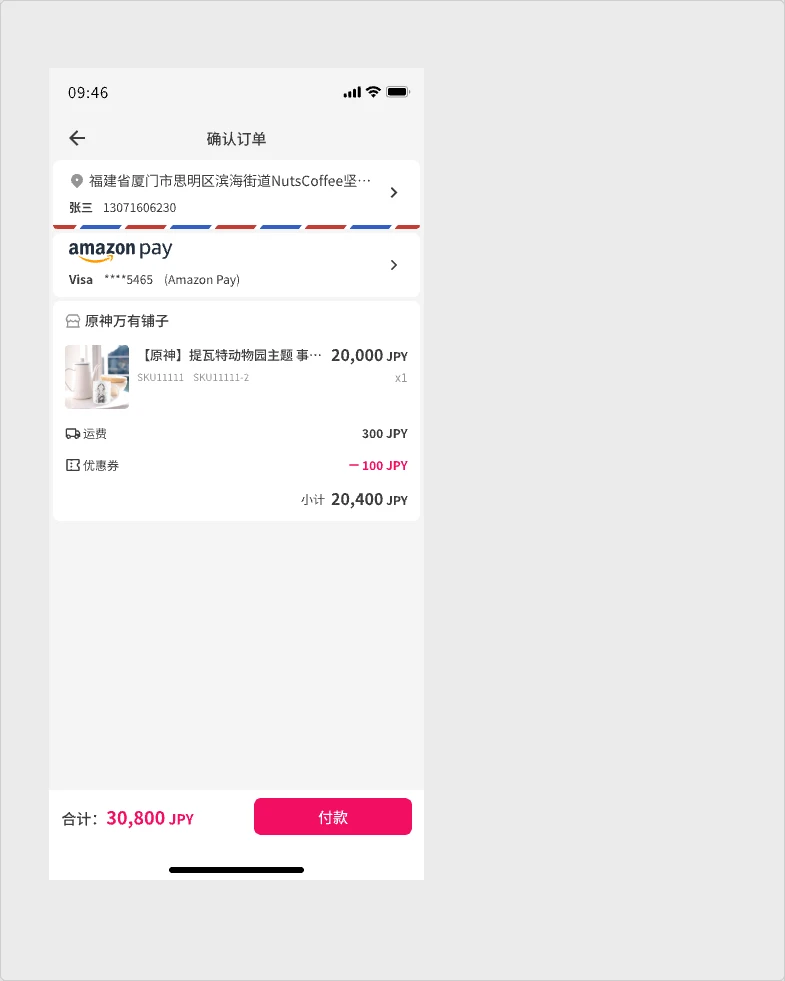 09:46
确认订单
福建省厦门市思明区滨海街道NutsCoffee坚…
张三 13071606230
amazon pay
Visa ****5465 (Amazon Pay)
原神万有铺子
【原神】提瓦特动物园主题 事… 20,000 JPY
SKU11111 SKU11111-2 x1
运费 300 JPY
优惠券 －100 JPY
小计 20,400 JPY
合计： 30,800 JPY 付款